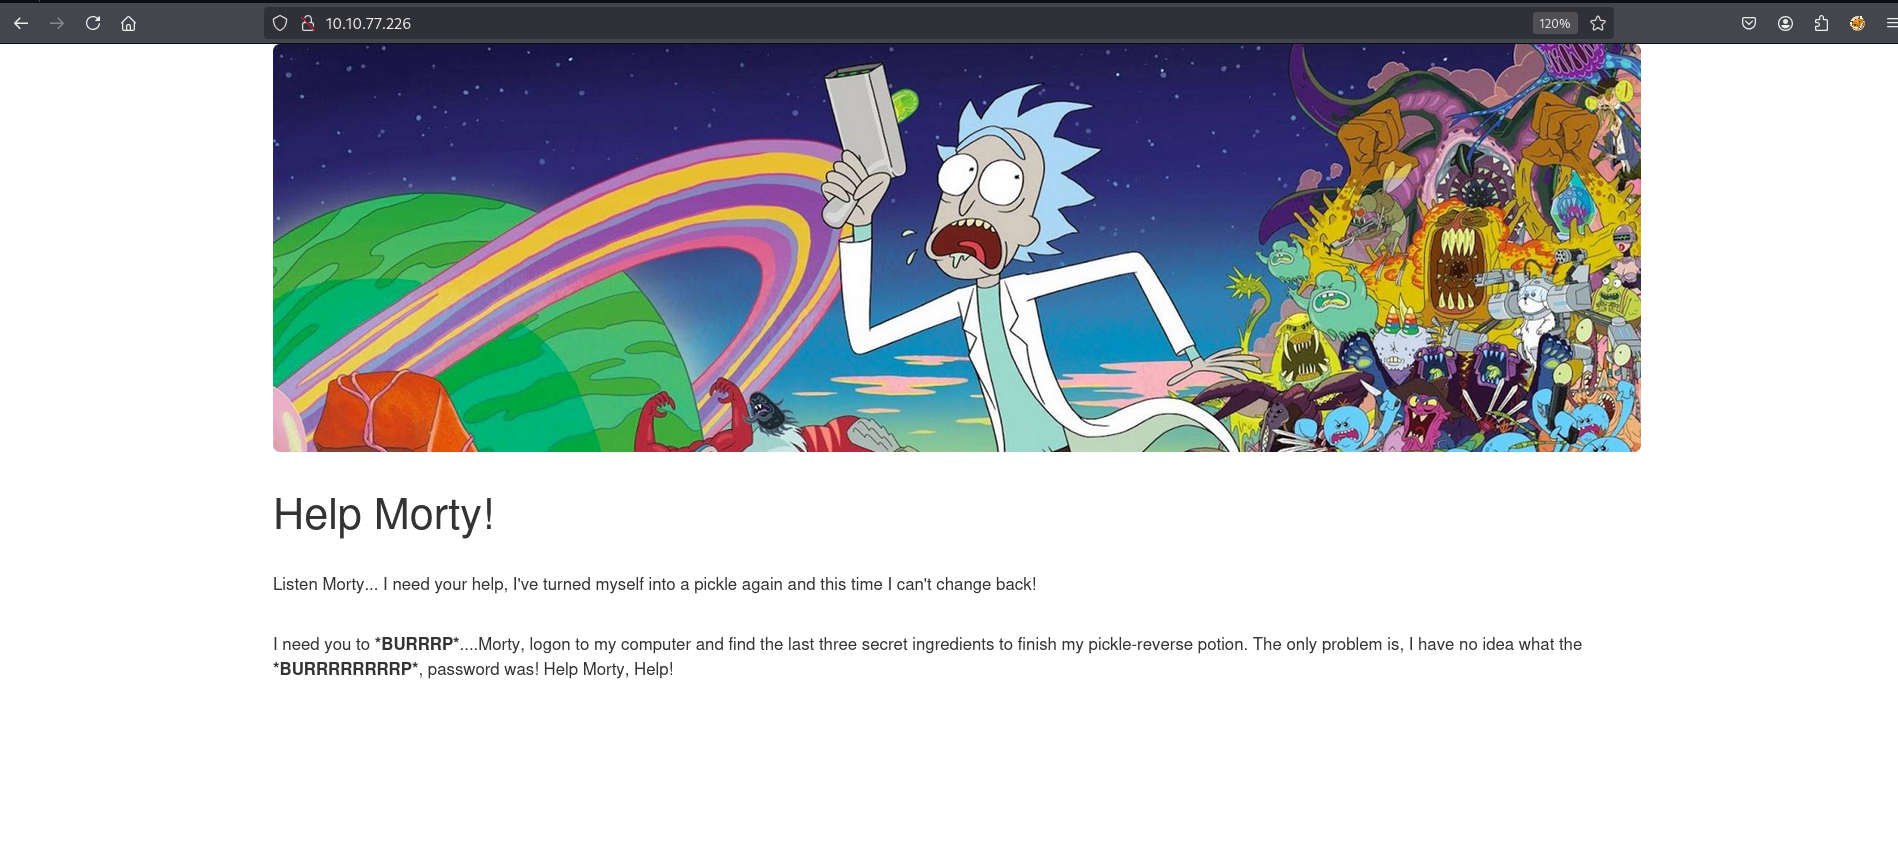 10.10.77.226
120%
Help Morty!
Listen Morty... I need your help, I've turned myself into a pickle again and this time I can't change back!
I need you to *BURRRP*....Morty, logon to my computer and find the last three secret ingredients to finish my pickle-reverse potion. The only problem is, I have no idea what the
*BURRRRRRRRP*, password was! Help Morty, Help!